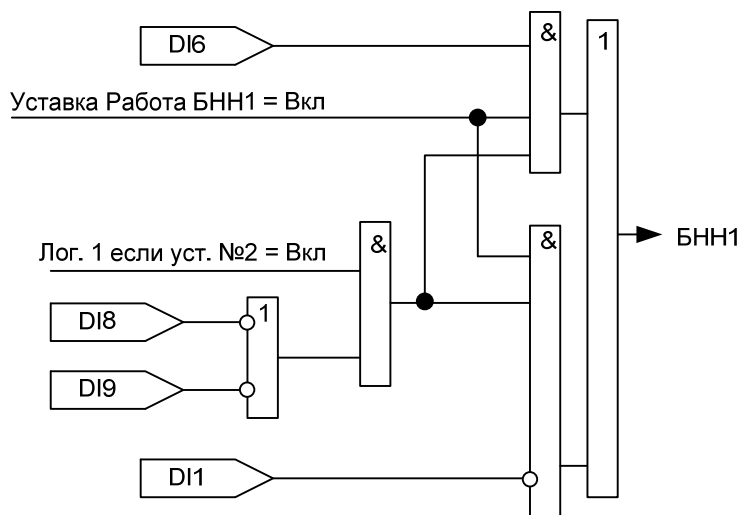 DI6
&
1
Уставка Работа БНН1 = Вкл
&
&
БНН1
Лог. 1 если уст. №2 = Вкл
DI8
1
DI9
DI1